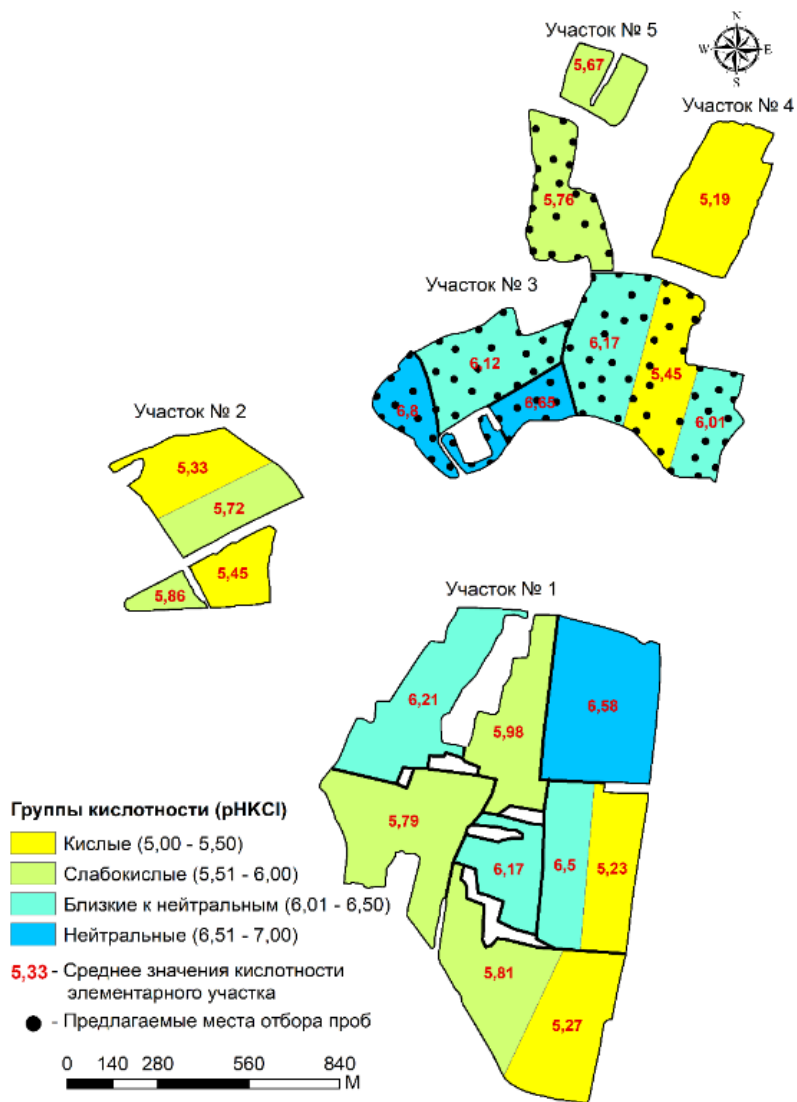 Участок № 5
N
W
E
S
5,67
Участок № 4
5,76
5,19
Участок № 3
6,17
6,12
5,45
6,8
6,65
6,01
Участок № 2
5,33
5,72
5,45
5,86
Участок № 1
6,21
6,58
5,98
5,79
6,17
6,5
5,23
5,81
5,27
Группы кислотности (pHKCl)
Кислые (5,00 - 5,50)
Слабокислые (5,51 - 6,00)
Близкие к нейтральным (6,01 - 6,50)
Нейтральные (6,51 - 7,00)
5,33 - Среднее значения кислотности
элементарного участка
- Предлагаемые места отбора проб
0 140 280 560 840
М